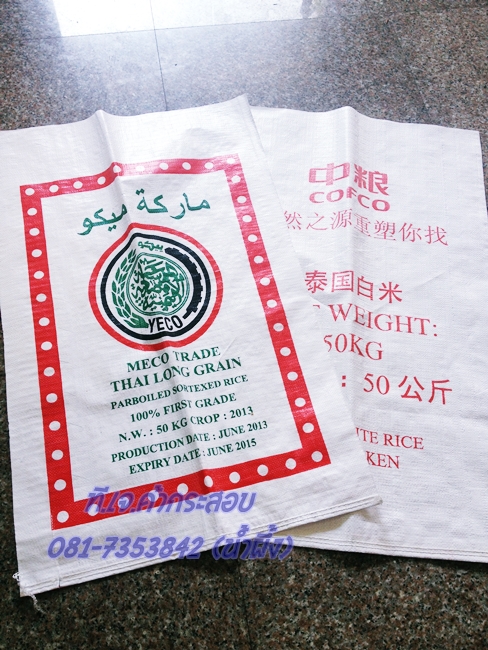 ماركة ميكو
ييكو
YECO
MECO TRADE
THAI LONG GRAIN
PARBOILED SORTEXED RICE
100% FIRST GRADE
N.W. : 50 KG CROP : 2013
PRODUCTION DATE : JUNE 2013
EXPIRY DATE : JUNE 2015
中粮
COFCO
然之源重塑你找
泰国白米
WEIGHT:
50KG
: 50 公斤
TE RICE
KEN
ที.เจ.ค้ากระสอบ
081-7353842 (น้ำผึ้ง)